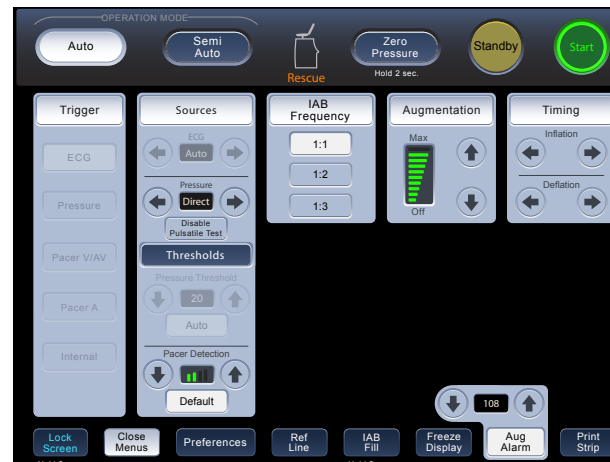 OPERATION MODE
Auto
Semi
Auto
Rescue
Zero
Pressure
Hold 2 sec.
Standby
Start
Trigger
ECG
Pressure
Pacer V/AV
Pacer A
Internal
Sources
ECG
Auto
Pressure
Direct
Disable
Pulsatile Test
Thresholds
Pressure Threshold
20
Auto
Pacer Detection
Default
IAB
Frequency
1:1
1:2
1:3
Augmentation
Max
Off
Timing
Inflation
Deflation
108
Lock
Screen
Close
Menus
Preferences
Ref
Line
IAB
Fill
Freeze
Display
Aug
Alarm
Print
Strip